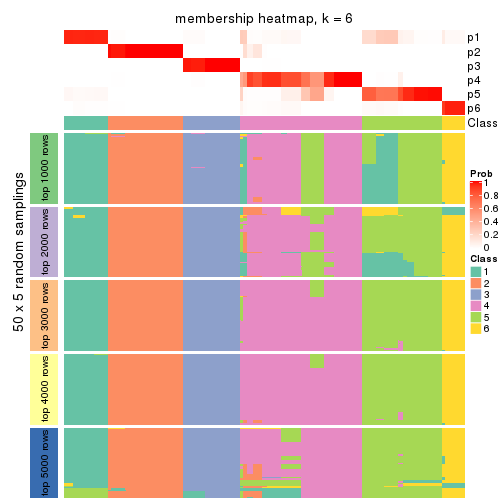 membership heatmap, k = 6
p1
p2
p3
p4
p5
p6
Class
50 x 5 random samplings
top 1000 rows
top 2000 rows
top 3000 rows
top 4000 rows
top 5000 rows
Prob
1
0.8
0.6
0.4
0.2
0
Class
1
2
3
4
5
6